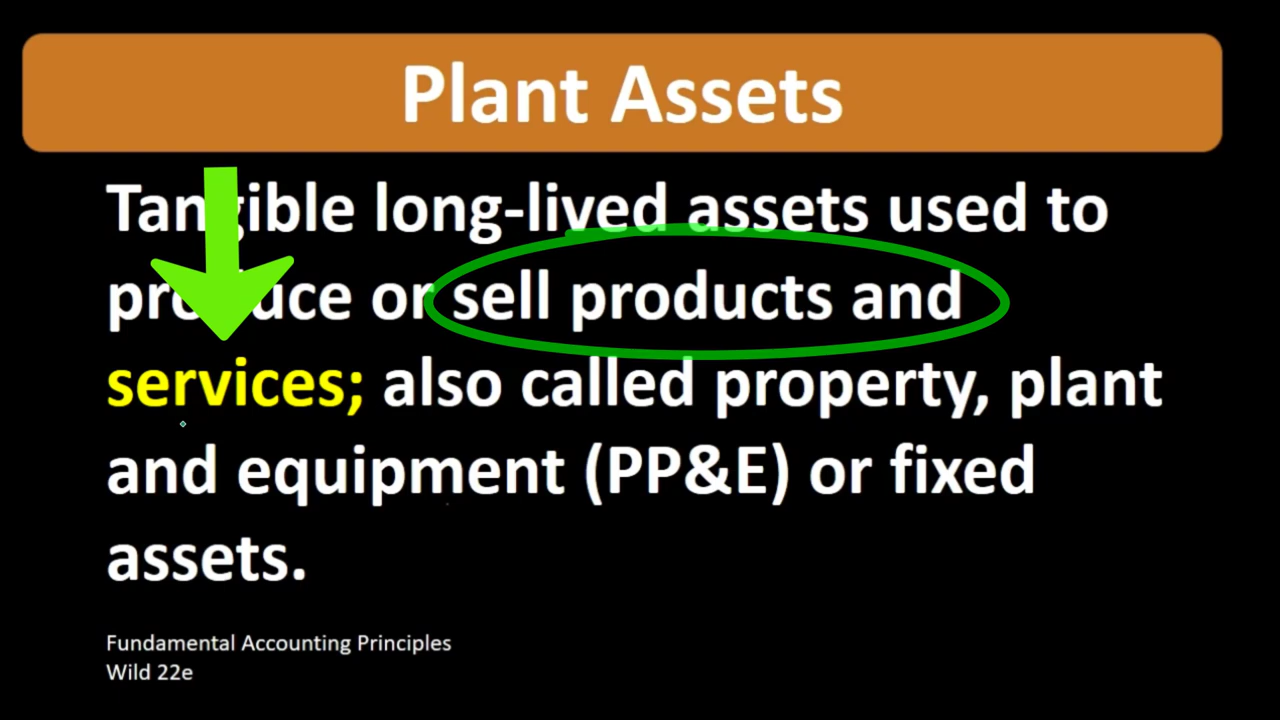 Plant Assets
Tangible long-lived assets used to
produce or sell products and
services; also called property, plant
and equipment (PP&E) or fixed
assets.
Fundamental Accounting Principles
Wild 22e